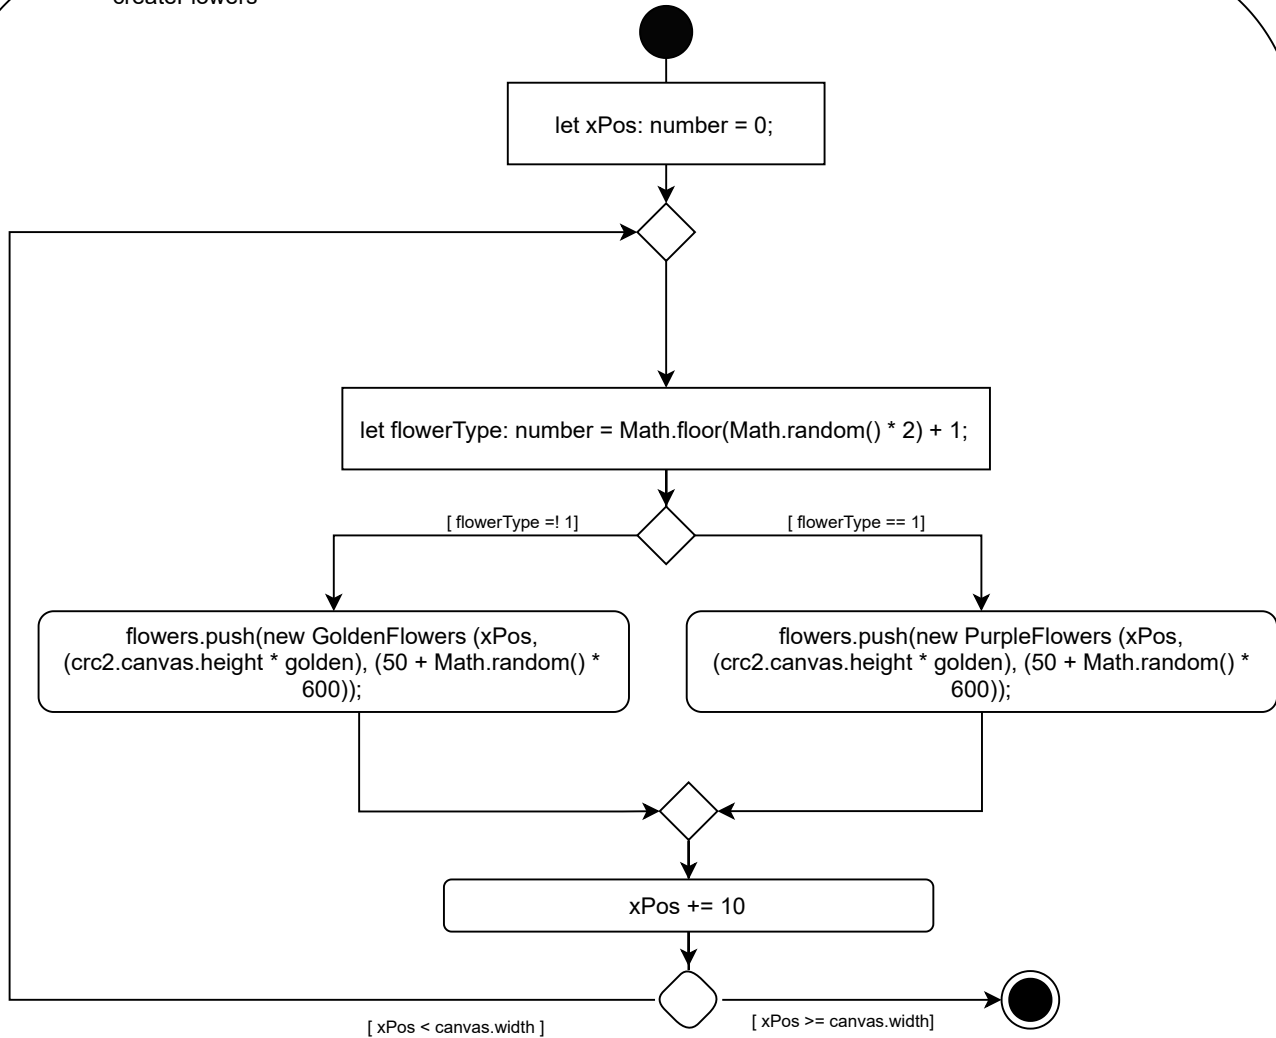 createFlowers
let xPos: number = 0;
let flowerType: number = Math.floor(Math.random() * 2) + 1;
[ flowerType =! 1]
[ flowerType == 1]
flowers.push(new GoldenFlowers (xPos,
(crc2.canvas.height * golden), (50 + Math.random() *
600));
flowers.push(new PurpleFlowers (xPos,
(crc2.canvas.height * golden), (50 + Math.random() *
600));
xPos += 10
[ xPos < canvas.width ]
[ xPos >= canvas.width]